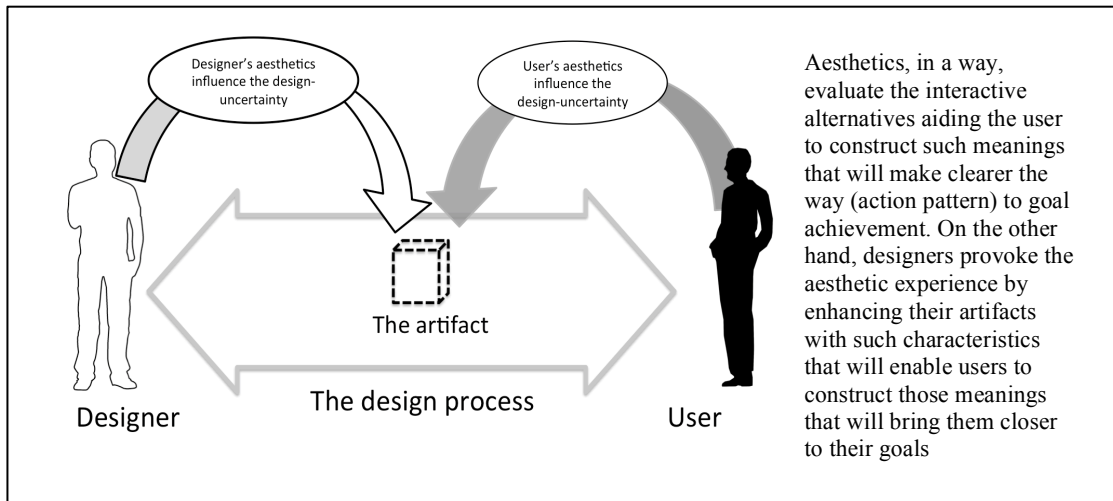 Designer's aesthetics
influence the design-
uncertainty
User's aesthetics
influence the
design-uncertainty
The artifact
The design process
Designer
User
Aesthetics, in a way,
evaluate the interactive
alternatives aiding the user
to construct such meanings
that will make clearer the
way (action pattern) to goal
achievement. On the other
hand, designers provoke the
aesthetic experience by
enhancing their artifacts
with such characteristics
that will enable users to
construct those meanings
that will bring them closer
to their goals